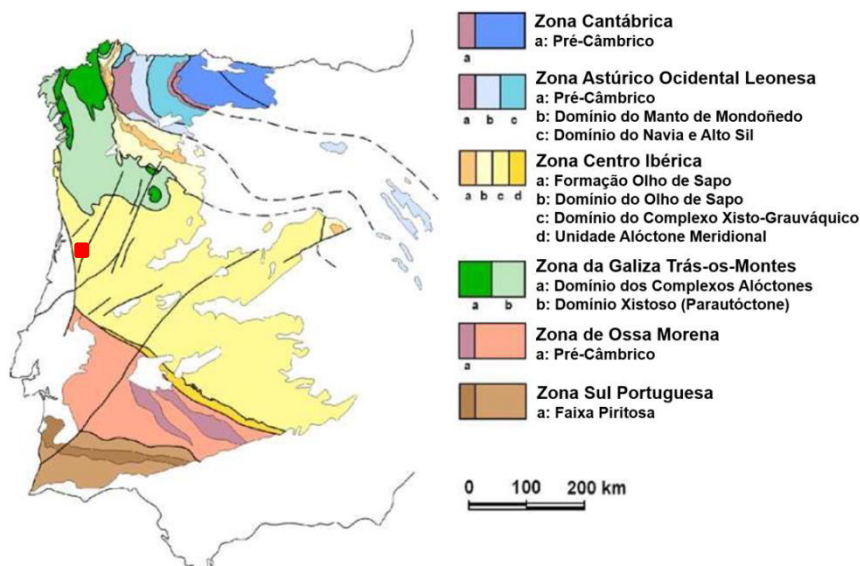 Zona Cantábrica
a: Pré-Câmbrico
a
Zona Astúrico Ocidental Leonesa
a: Pré-Câmbrico
b: Domínio do Manto de Mondoñedo
c: Domínio do Navia e Alto Sil
a b c
Zona Centro Ibérica
a: Formação Olho de Sapo
b: Domínio do Olho de Sapo
c: Domínio do Complexo Xisto-Grauváquico
d: Unidade Alóctone Meridional
a b c d
Zona da Galiza Trás-os-Montes
a: Domínio dos Complexos Alóctones
b: Domínio Xistoso (Parautóctone)
a b
Zona de Ossa Morena
a: Pré-Câmbrico
a
Zona Sul Portuguesa
a: Faixa Piritosa
a
0 100 200 km